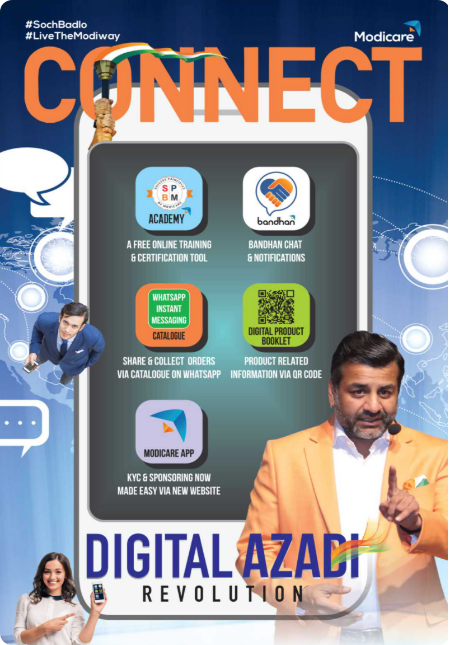 #SochBadlo
#LiveTheModiway
Modicare
CONNECT
S P
B M
ACADEMY
A FREE ONLINE TRAINING
& CERTIFICATION TOOL
bandhan
BANDHAN CHAT
& NOTIFICATIONS
WHATSAPP
INSTANT
MESSAGING
CATALOGUE
SHARE & COLLECT ORDERS
VIA CATALOGUE ON WHATSAPP
DIGITAL PRODUCT
BOOKLET
PRODUCT RELATED
INFORMATION VIA QR CODE
MODICARE APP
KYC & SPONSORING NOW
MADE EASY VIA NEW WEBSITE
DIGITAL AZADI
REVOLUTION